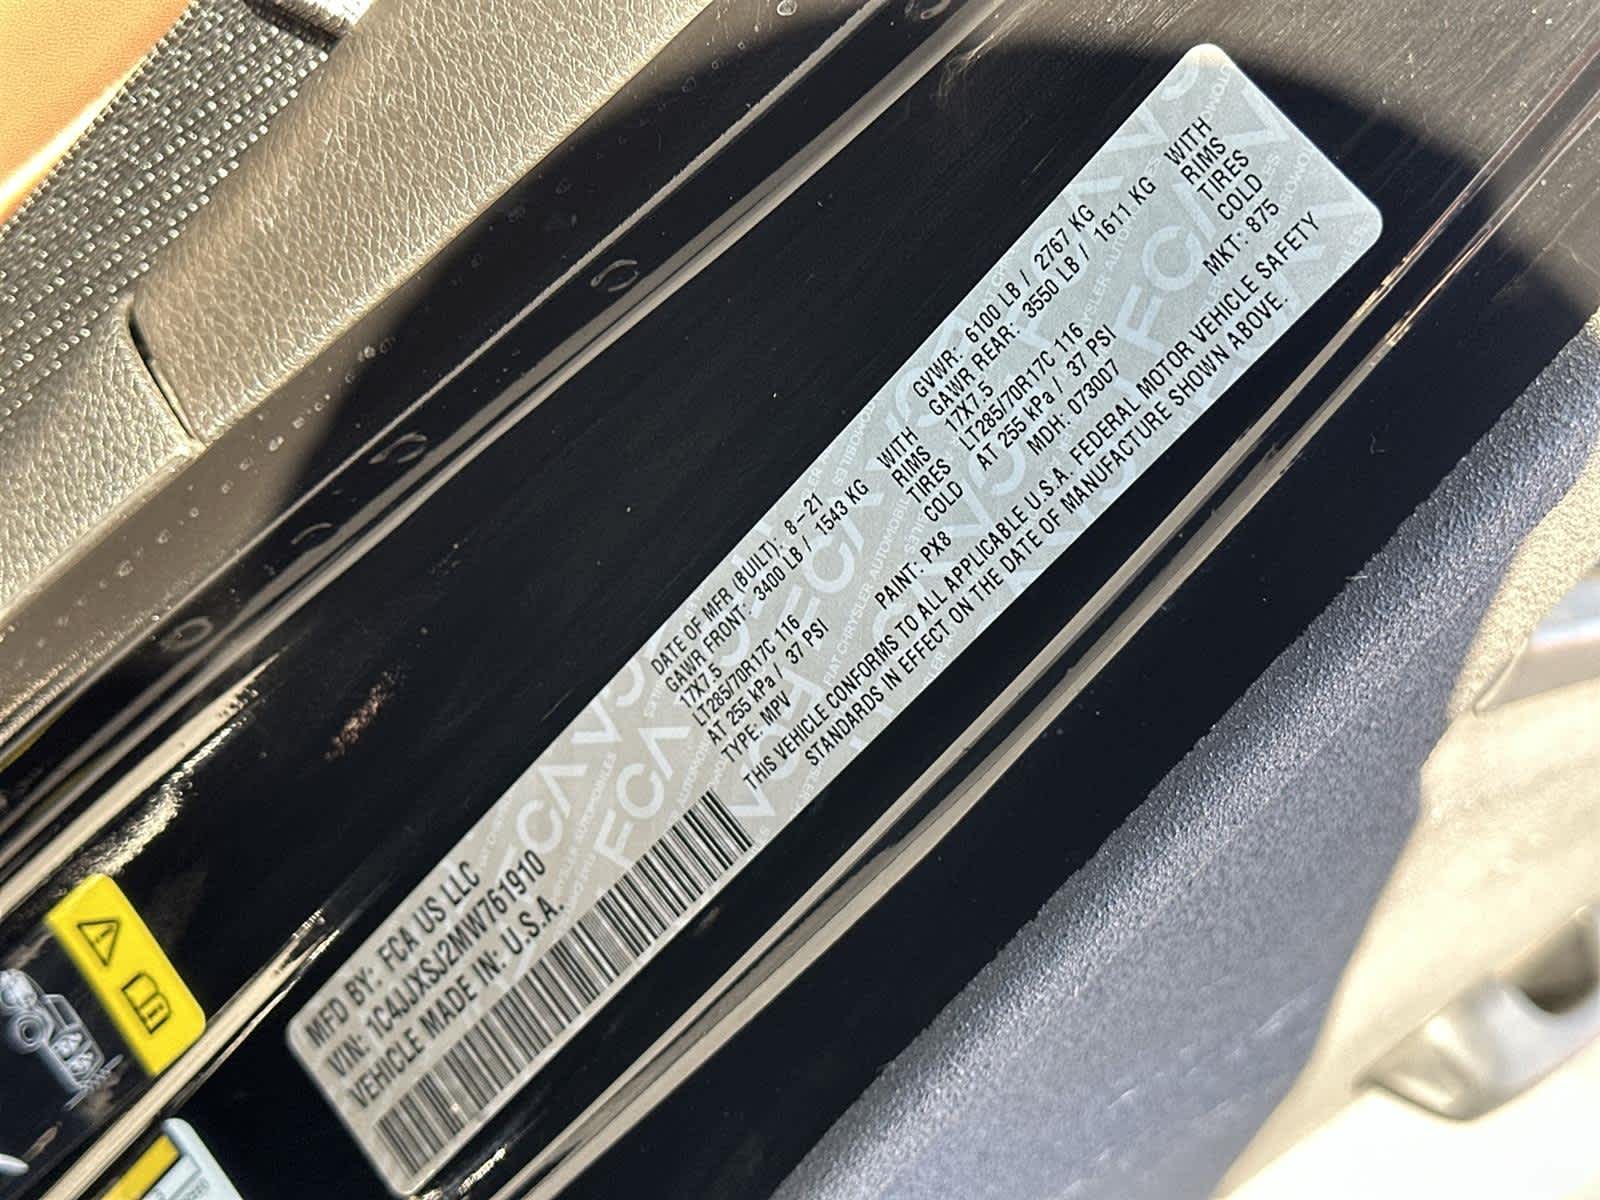 MFD BY: FCA US LLC
DATE OF MFR (BUILT): 8-21
GVWR: 6100 LB / 2767 KG
VIN: 1C4JJXSJ2MW761910
GAWR FRONT: 3400 LB / 1543 KG WITH
GAWR REAR: 3550 LB / 1611 KG WITH
VEHICLE MADE IN: U.S.A.
17X7.5 RIMS
17X7.5 RIMS
LT285/70R17C 116 TIRES
LT285/70R17C 116 TIRES
AT 255 kPa / 37 PSI COLD
AT 255 kPa / 37 PSI COLD
TYPE: MPV
PAINT: PX8
MDH: 073007
MKT: 875
THIS VEHICLE CONFORMS TO ALL APPLICABLE U.S.A. FEDERAL MOTOR VEHICLE SAFETY
STANDARDS IN EFFECT ON THE DATE OF MANUFACTURE SHOWN ABOVE.